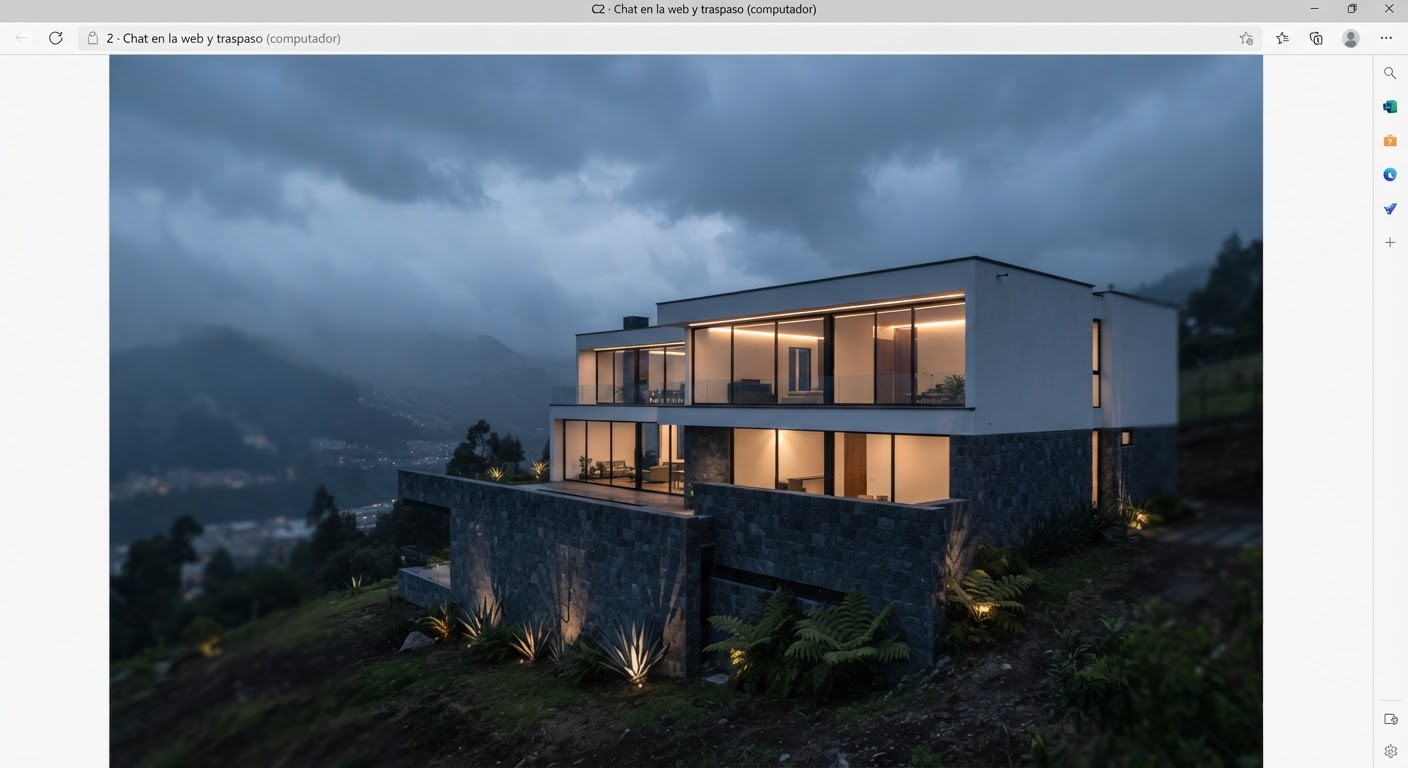 C2 · Chat en la web y traspaso (computador)
2 · Chat en la web y traspaso (computador)